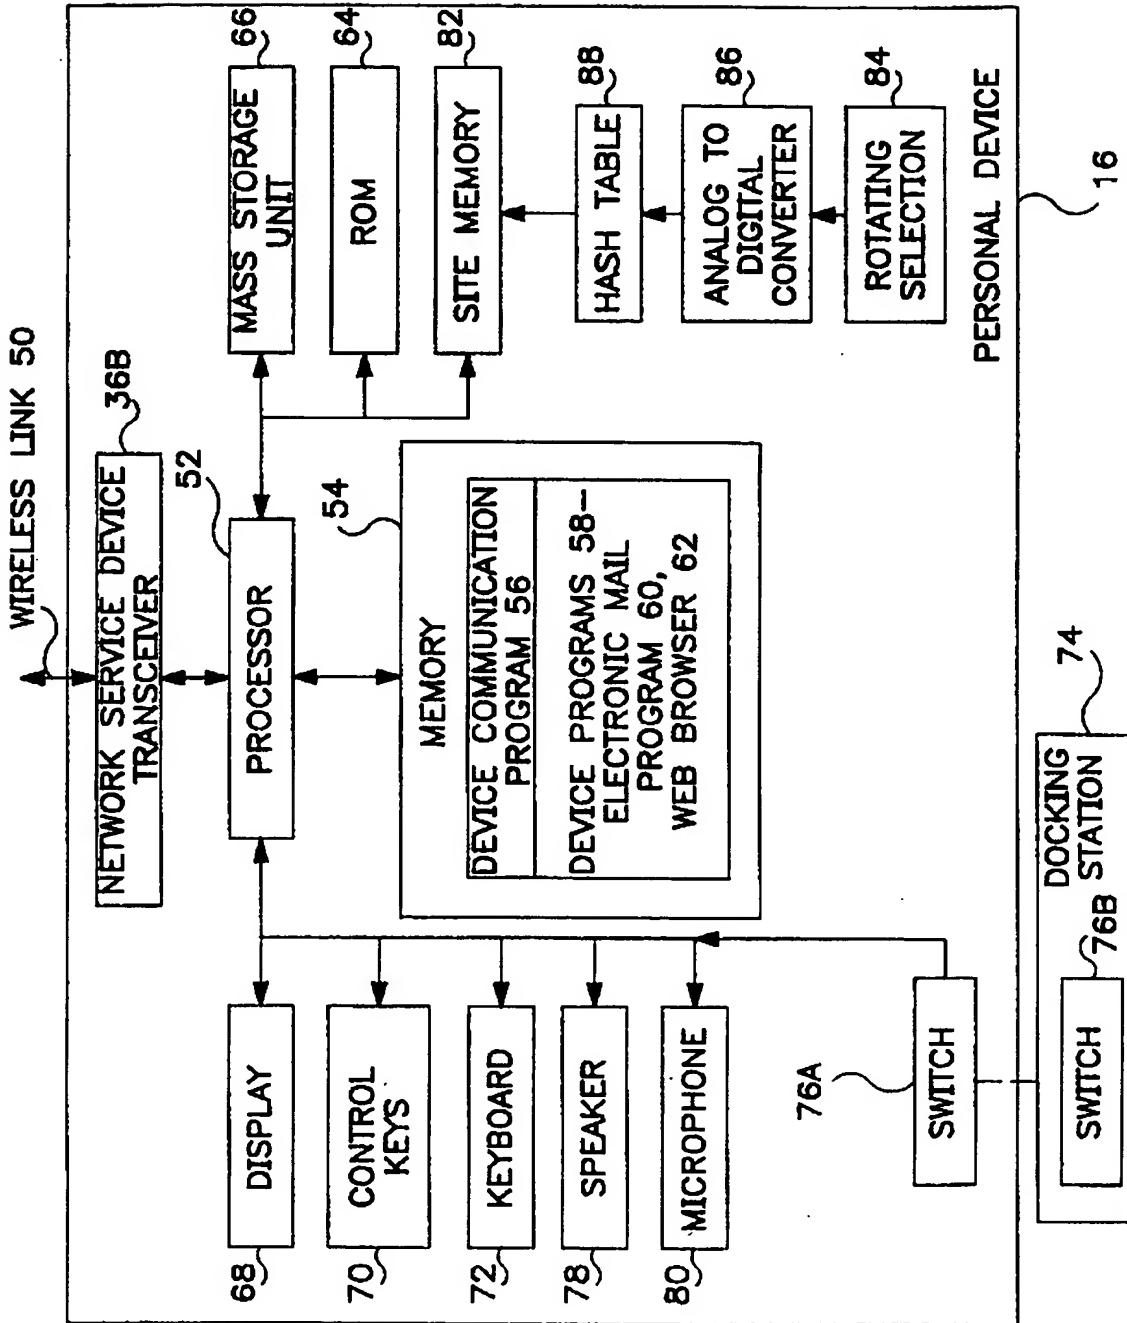 WIRELESS LINK 50
NETWORK SERVICE DEVICE
TRANSCEIVER
36B
PROCESSOR
52
MEMORY
54
DEVICE COMMUNICATION
PROGRAM 56
DEVICE PROGRAMS 58—
ELECTRONIC MAIL
PROGRAM 60,
WEB BROWSER 62
DISPLAY
68
CONTROL
KEYS
70
KEYBOARD
72
SPEAKER
78
MICROPHONE
80
SWITCH
76A
DOCKING
STATION
74
76B
SWITCH
MASS STORAGE
UNIT
66
ROM
64
SITE MEMORY
82
HASH TABLE
88
ANALOG TO
DIGITAL
CONVERTER
86
ROTATING
SELECTION
84
PERSONAL DEVICE
16